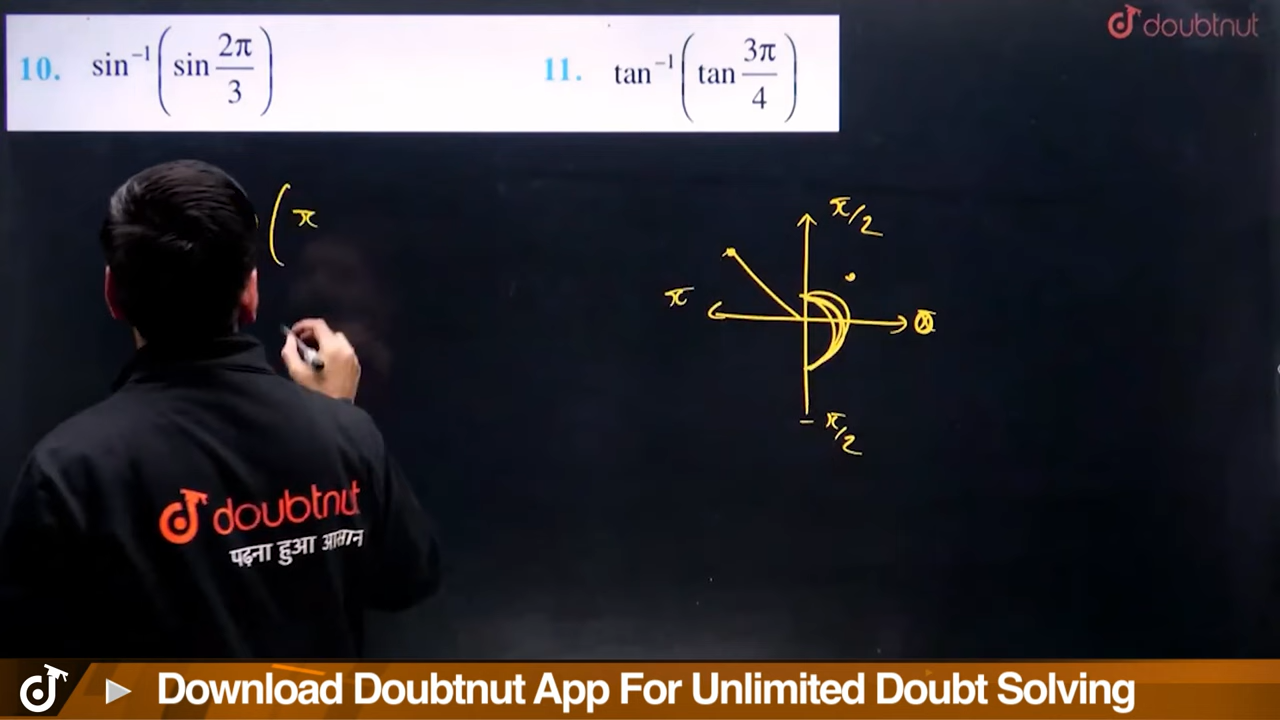 doubtnut
10. sin⁻¹(sin 2π/3)
11. tan⁻¹(tan 3π/4)
(π
π/2
π
-π/2
doubtnut
पढ़ना हुआ आसान
Download Doubtnut App For Unlimited Doubt Solving